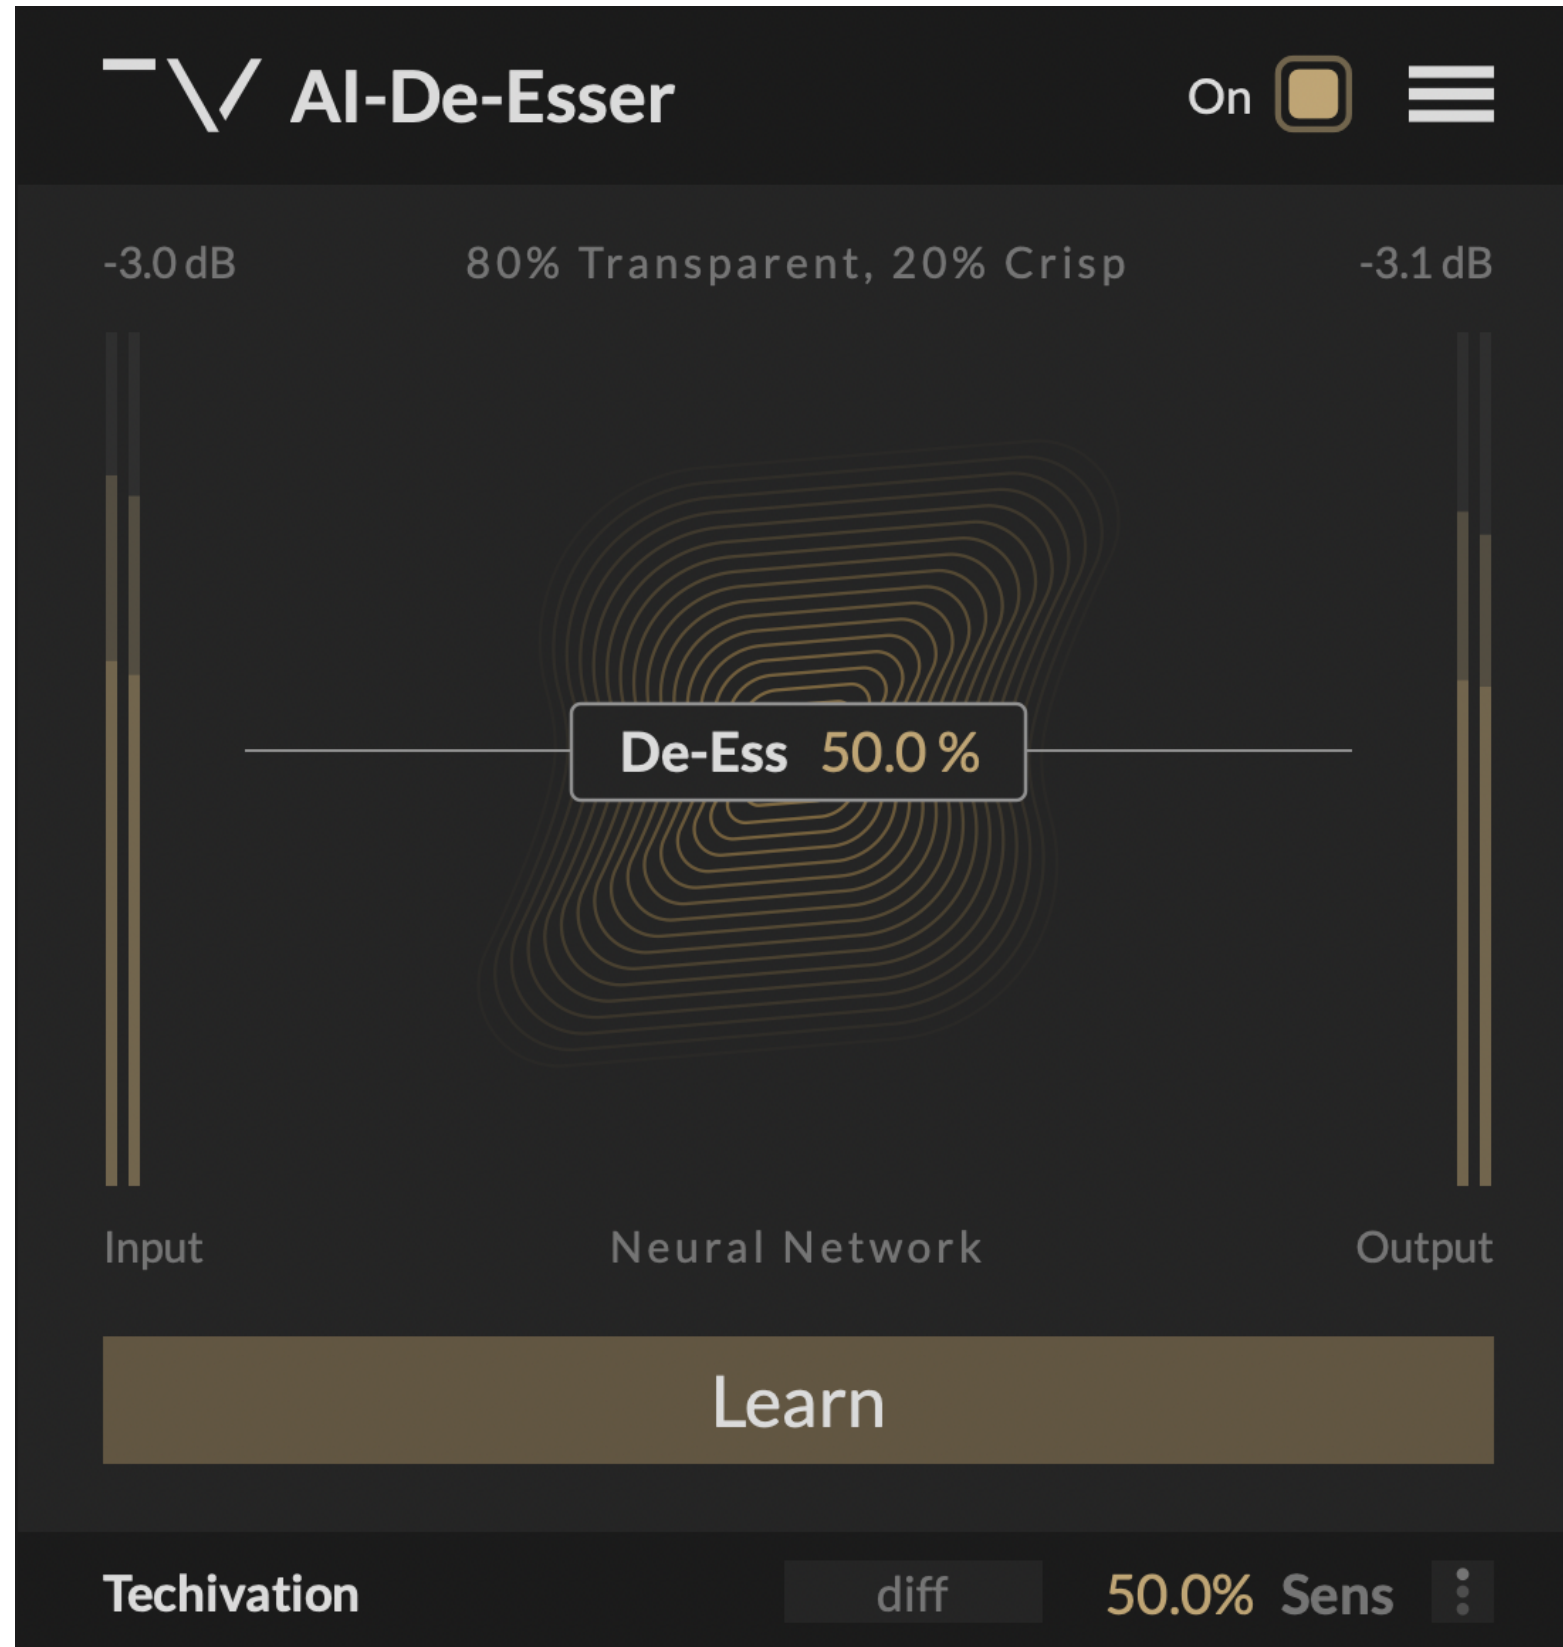 AI-De-Esser On
-3.0 dB 80% Transparent, 20% Crisp -3.1 dB
De-Ess 50.0 %
Input Neural Network Output
Learn
Techivation diff 50.0% Sens